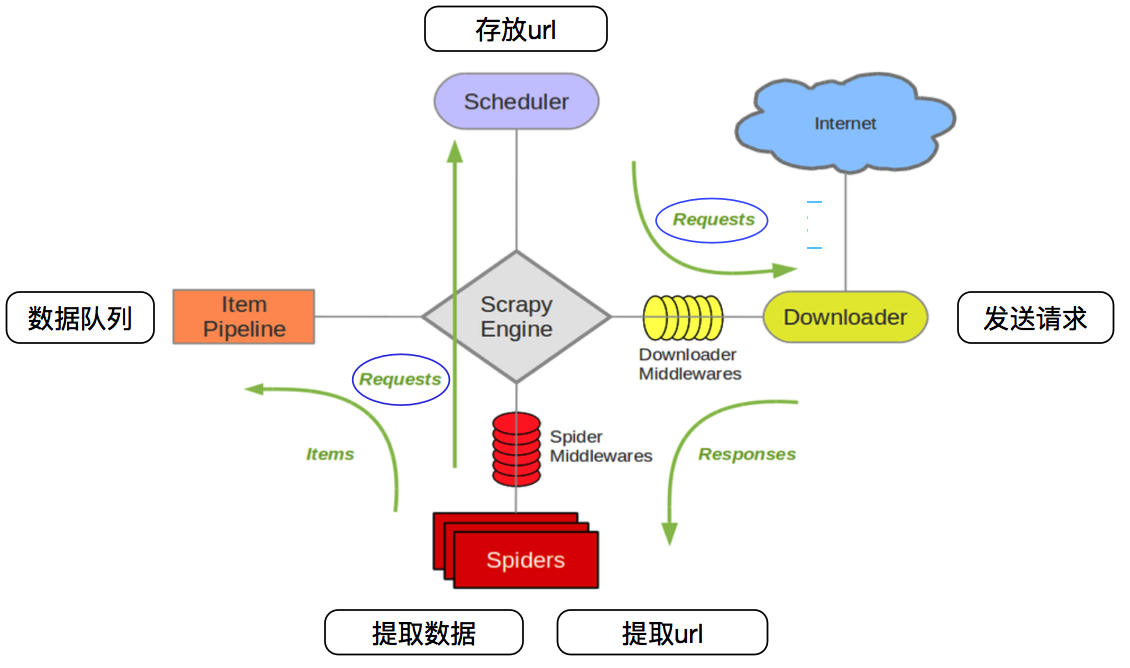 存放url
Scheduler
Internet
Requests
数据队列
Item
Pipeline
Scrapy
Engine
Downloader
发送请求
Downloader
Middlewares
Requests
Items
Spider
Middlewares
Responses
Spiders
提取数据
提取url